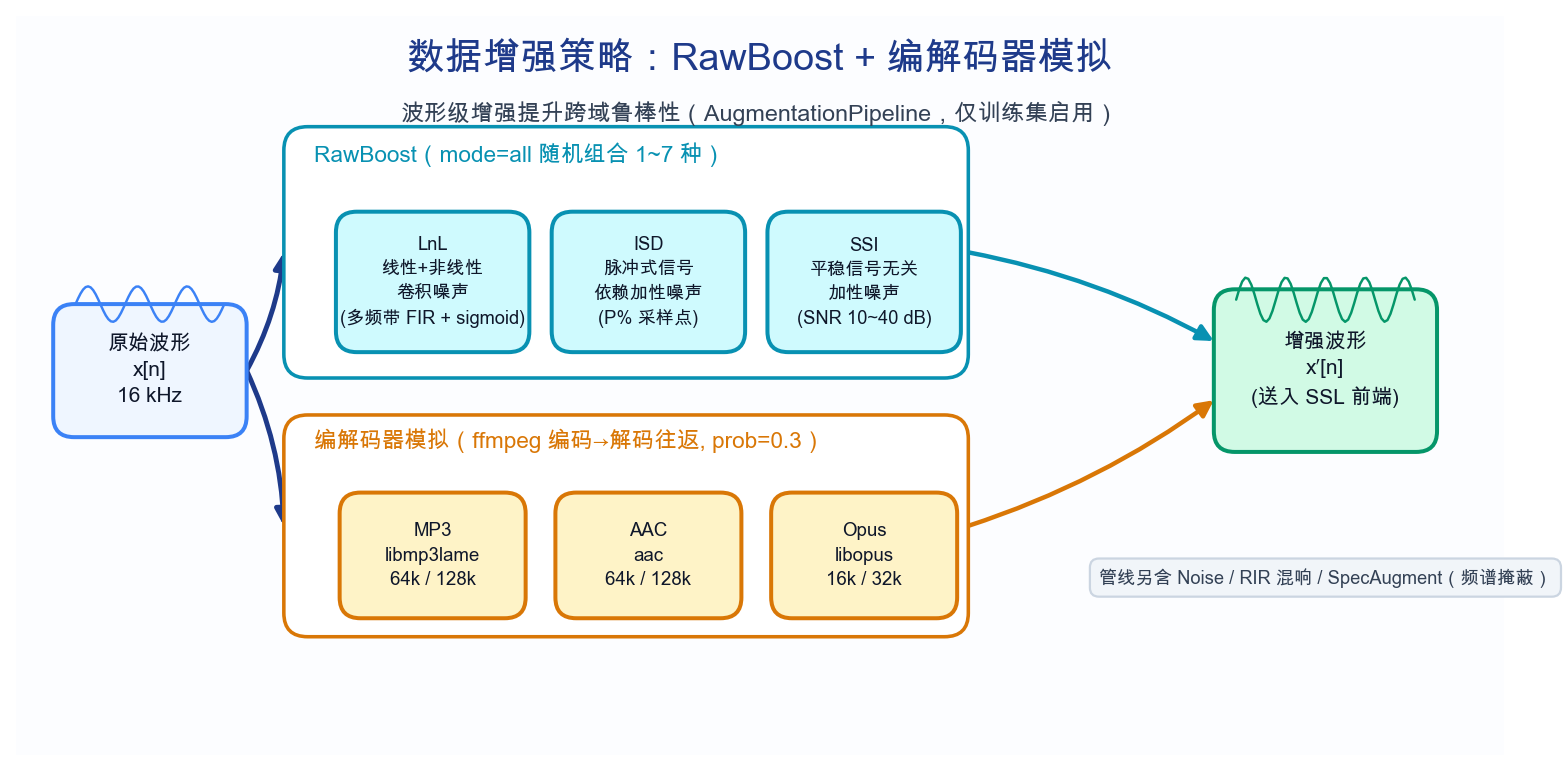 数据增强策略：RawBoost + 编解码器模拟
波形级增强提升跨域鲁棒性（AugmentationPipeline，仅训练集启用）
RawBoost（mode=all 随机组合 1~7 种）
LnL
线性+非线性
卷积噪声
(多频带 FIR + sigmoid)
ISD
脉冲式信号
依赖加性噪声
(P% 采样点)
SSI
平稳信号无关
加性噪声
(SNR 10~40 dB)
原始波形
x[n]
16 kHz
增强波形
x′[n]
(送入 SSL 前端)
编解码器模拟（ffmpeg 编码→解码往返, prob=0.3）
MP3
libmp3lame
64k / 128k
AAC
aac
64k / 128k
Opus
libopus
16k / 32k
管线另含 Noise / RIR 混响 / SpecAugment（频谱掩蔽）